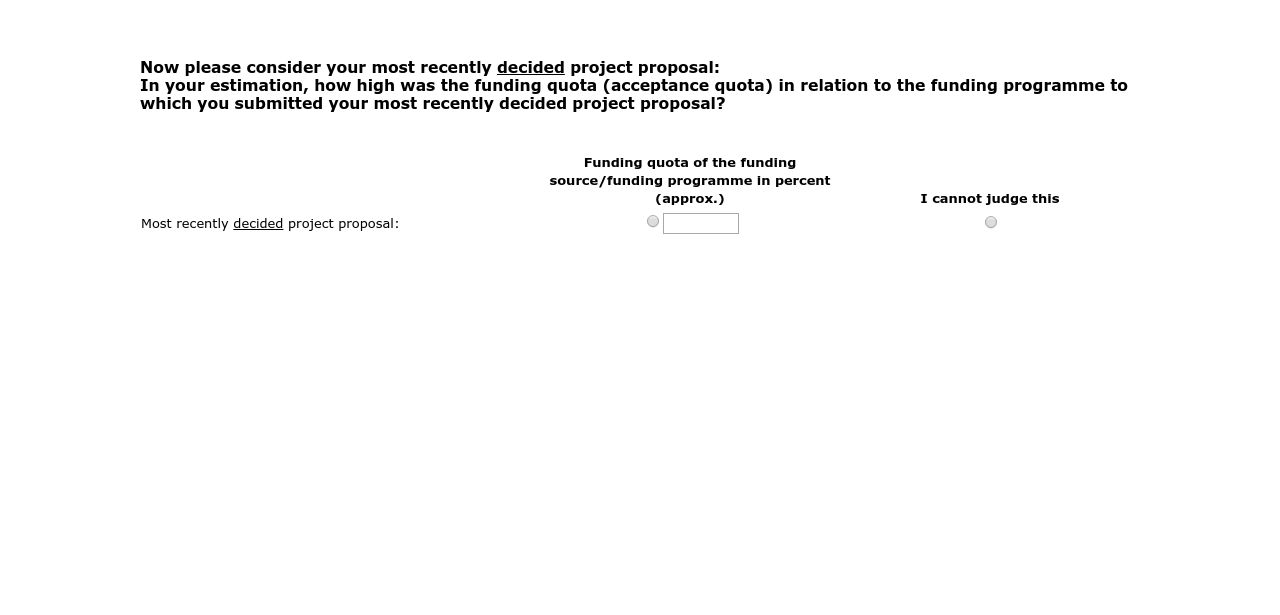 Now please consider your most recently decided project proposal:
In your estimation, how high was the funding quota (acceptance quota) in relation to the funding programme to
which you submitted your most recently decided project proposal?
Funding quota of the funding
source/funding programme in percent
(approx.)
I cannot judge this
Most recently decided project proposal: